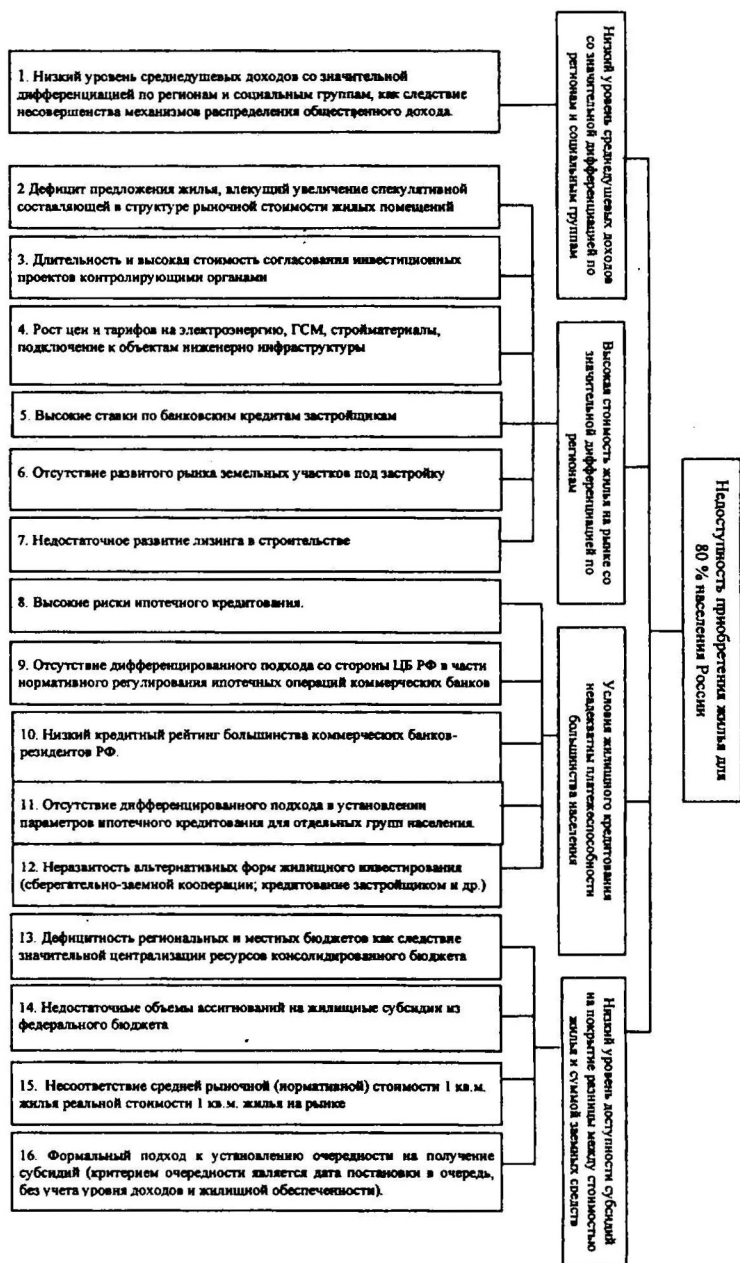 Недоступность приобретения жилья для
80 % населения России
Низкий уровень среднедушевых доходов
со значительной дифференциацией по
регионам и социальным группам
1. Низкий уровень среднедушевых доходов со значительной
дифференциацией по регионам и социальным группам, как следствие
несовершенства механизмов распределения общественного дохода.
Высокая стоимость жилья на рынке со
значительной дифференциацией по
регионам
2 Дефицит предложения жилья, влекущий увеличение спекулятивной
составляющей в структуре рыночной стоимости жилых помещений
3. Длительность и высокая стоимость согласования инвестиционных
проектов контролирующими органами
4. Рост цен и тарифов на электроэнергию, ГСМ, стройматериалы,
подключение к объектам инженерно инфраструктуры
5. Высокие ставки по банковским кредитам застройщикам
6. Отсутствие развитого рынка земельных участков под застройку
7. Недостаточное развитие лизинга в строительстве
Условия жилищного кредитования
неадекватны платежеспособности
большинства населения
8. Высокие риски ипотечного кредитования.
9. Отсутствие дифференцированного подхода со стороны ЦБ РФ в части
нормативного регулирования ипотечных операций коммерческих банков
10. Низкий кредитный рейтинг большинства коммерческих банков-
резидентов РФ.
11. Отсутствие дифференцированного подхода в установлении
параметров ипотечного кредитования для отдельных групп населения.
12. Неразвитость альтернативных форм жилищного инвестирования
(сберегательно-заемной кооперации; кредитование застройщиком и др.)
Низкий уровень доступности субсидий
на покрытие разницы между стоимостью
жилья и суммой заемных средств
13. Дефицитность региональных и местных бюджетов как следствие
значительной централизации ресурсов консолидированного бюджета
14. Недостаточные объемы ассигнований на жилищные субсидии из
федерального бюджета
15. Несоответствие средней рыночной (нормативной) стоимости 1 кв.м.
жилья реальной стоимости 1 кв.м. жилья на рынке
16. Формальный подход к установлению очередности на получение
субсидий (критерием очередности является дата постановки в очередь,
без учета уровня доходов и жилищной обеспеченности).